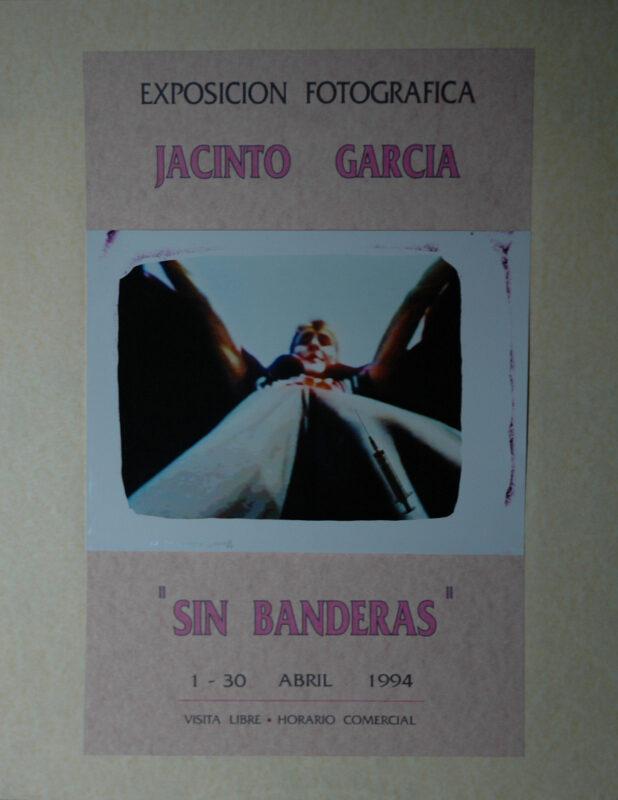 EXPOSICION FOTOGRAFICA
JACINTO GARCIA
"SIN BANDERAS"
1 - 30 ABRIL 1994
VISITA LIBRE • HORARIO COMERCIAL